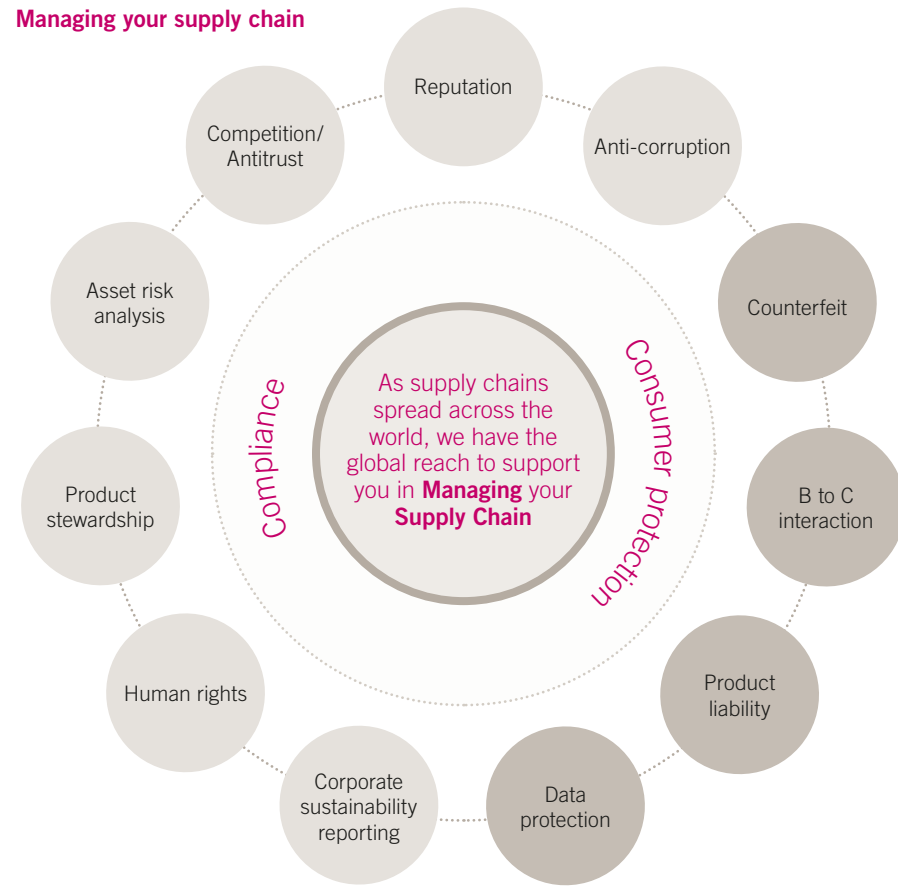 Managing your supply chain
Reputation
Anti-corruption
Counterfeit
B to C
interaction
Product
liability
Data
protection
Corporate
sustainability
reporting
Human rights
Product
stewardship
Asset risk
analysis
Competition/
Antitrust
Compliance
Consumer protection
As supply chains
spread across the
world, we have the
global reach to support
you in Managing your
Supply Chain